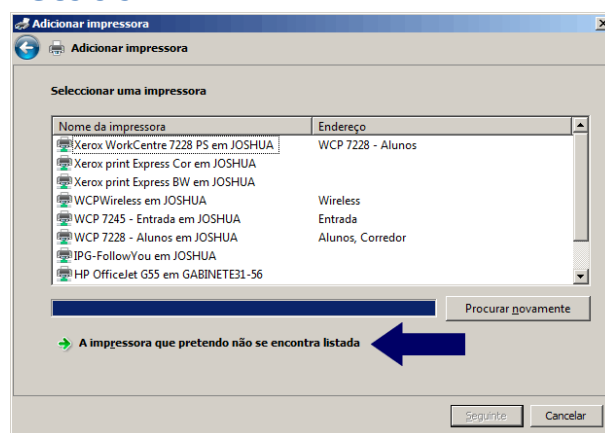 Adicionar impressora
Adicionar impressora
Seleccionar uma impressora
Nome da impressora Endereço
Xerox WorkCentre 7228 PS em JOSHUA WCP 7228 - Alunos
Xerox print Express Cor em JOSHUA
Xerox print Express BW em JOSHUA
WCPWireless em JOSHUA Wireless
WCP 7245 - Entrada em JOSHUA Entrada
WCP 7228 - Alunos em JOSHUA Alunos, Corredor
IPG-FollowYou em JOSHUA
HP OfficeJet G55 em GABINETE31-56
Procurar novamente
A impressora que pretendo não se encontra listada
Seguinte Cancelar